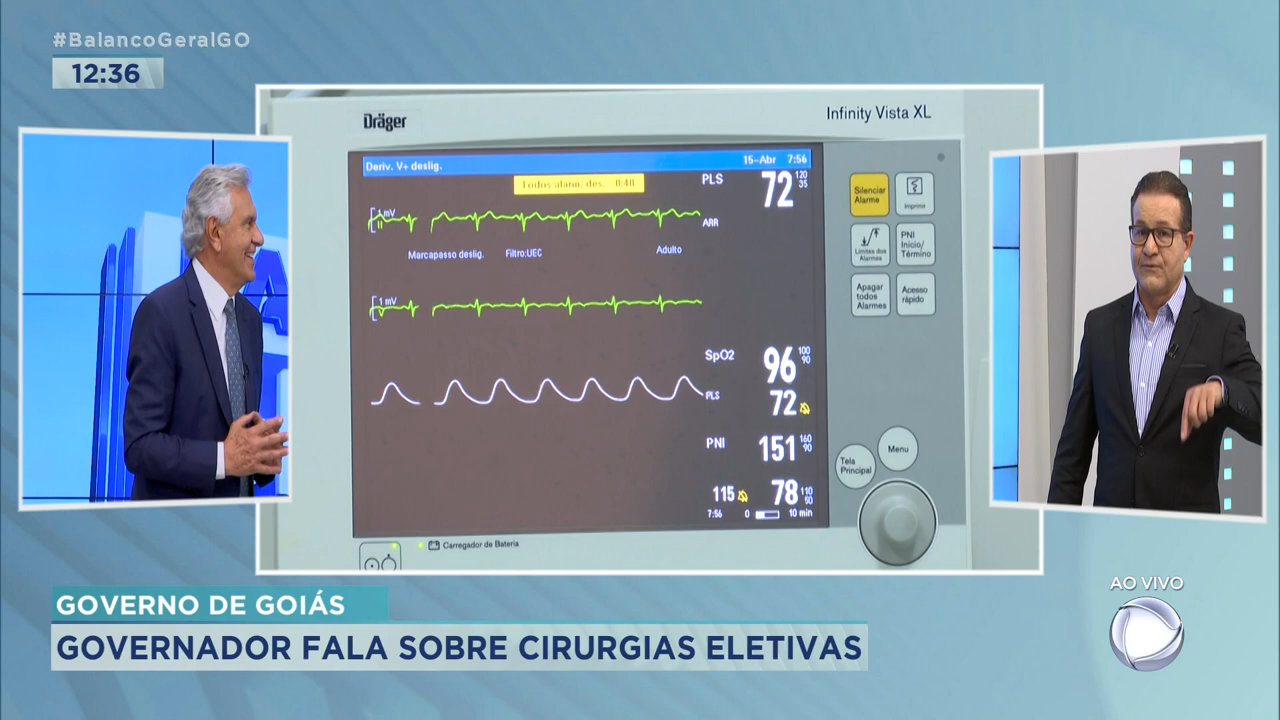 #BalancoGeralGO
12:36
Dräger
Infinity Vista XL
Deriv. V+ deslig.
15-Abr 7:56
Todos alarm. des. 0:40
PLS
72
120
35
1 mV
II
ARR
Marcapasso deslig.
Filtro:UEC
Adulto
1 mV
SpO2
96
100
90
PLS
72
PNI
151
160
90
115
78
110
50
7:56
0
10 min
Silenciar
Alarme
Imprimir
Limites dos
Alarmes
PNI
Início/
Término
Apagar
todos
Alarmes
Acesso
rápido
Tela
Principal
Menu
Carregador de Bateria
A
GOVERNO DE GOIÁS
GOVERNADOR FALA SOBRE CIRURGIAS ELETIVAS
AO VIVO